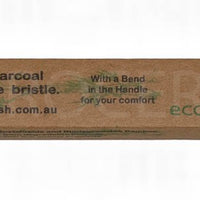 arcoal
e bristle.
sh.com.au
With a Bend
in the Handle
for your comfort
eco